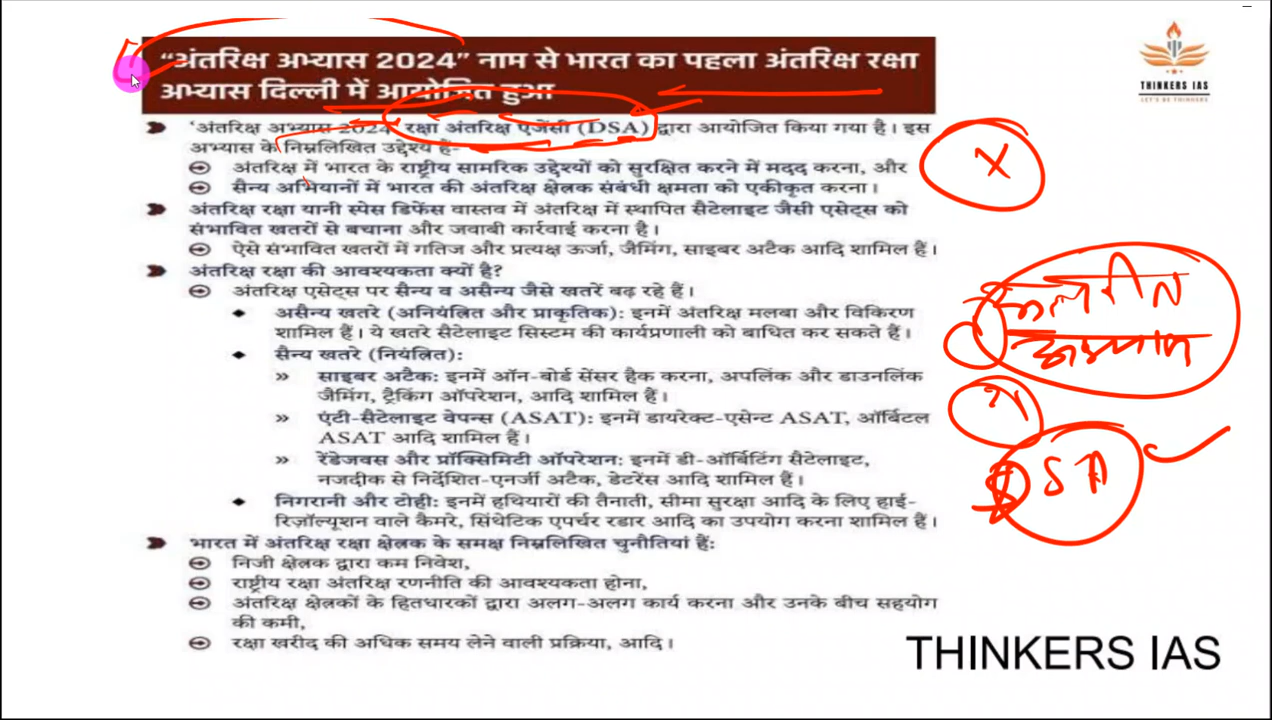 "अंतरिक्ष अभ्यास 2024" नाम से भारत का पहला अंतरिक्ष रक्षा
अभ्यास दिल्ली में आयोजित हुआ
THINKERS IAS
LET'S BE THINKERS
'अंतरिक्ष अभ्यास 2024' रक्षा अंतरिक्ष एजेंसी (DSA) द्वारा आयोजित किया गया है। इस
अभ्यास के निम्नलिखित उद्देश्य हैं-
अंतरिक्ष में भारत के राष्ट्रीय सामरिक उद्देश्यों को सुरक्षित करने में मदद करना, और
सैन्य अभियानों में भारत की अंतरिक्ष क्षेत्रक संबंधी क्षमता को एकीकृत करना।
अंतरिक्ष रक्षा यानी स्पेस डिफेंस वास्तव में अंतरिक्ष में स्थापित सैटेलाइट जैसी एसेट्स को
संभावित खतरों से बचाना और जवाबी कार्रवाई करना है।
ऐसे संभावित खतरों में गतिज और प्रत्यक्ष ऊर्जा, जैमिंग, साइबर अटैक आदि शामिल हैं।
अंतरिक्ष रक्षा की आवश्यकता क्यों है?
अंतरिक्ष एसेट्स पर सैन्य व असैन्य जैसे खतरें बढ़ रहे हैं।
असैन्य खतरे (अनियंत्रित और प्राकृतिक): इनमें अंतरिक्ष मलबा और विकिरण
शामिल हैं। ये खतरे सैटेलाइट सिस्टम की कार्यप्रणाली को बाधित कर सकते हैं।
सैन्य खतरे (नियंत्रित):
साइबर अटैक: इनमें ऑन-बोर्ड सेंसर हैक करना, अपलिंक और डाउनलिंक
जैमिंग, ट्रैकिंग ऑपरेशन, आदि शामिल हैं।
एंटी-सैटेलाइट वेपन्स (ASAT): इनमें डायरेक्ट-एसेन्ट ASAT, ऑर्बिटल
ASAT आदि शामिल हैं।
रेंडेजवस और प्रॉक्सिमिटी ऑपरेशन: इनमें डी-ऑर्बिटिंग सैटेलाइट,
नजदीक से निर्देशित-एनर्जी अटैक, डेटरेंस आदि शामिल हैं।
निगरानी और टोही: इनमें हथियारों की तैनाती, सीमा सुरक्षा आदि के लिए हाई-
रिज़ॉल्यूशन वाले कैमरे, सिंथेटिक एपर्चर रडार आदि का उपयोग करना शामिल हैं।
भारत में अंतरिक्ष रक्षा क्षेत्रक के समक्ष निम्नलिखित चुनौतियां हैं:
निजी क्षेत्रक द्वारा कम निवेश,
राष्ट्रीय रक्षा अंतरिक्ष रणनीति की आवश्यकता होना,
अंतरिक्ष क्षेत्रकों के हितधारकों द्वारा अलग-अलग कार्य करना और उनके बीच सहयोग
की कमी,
रक्षा खरीद की अधिक समय लेने वाली प्रक्रिया, आदि।
THINKERS IAS